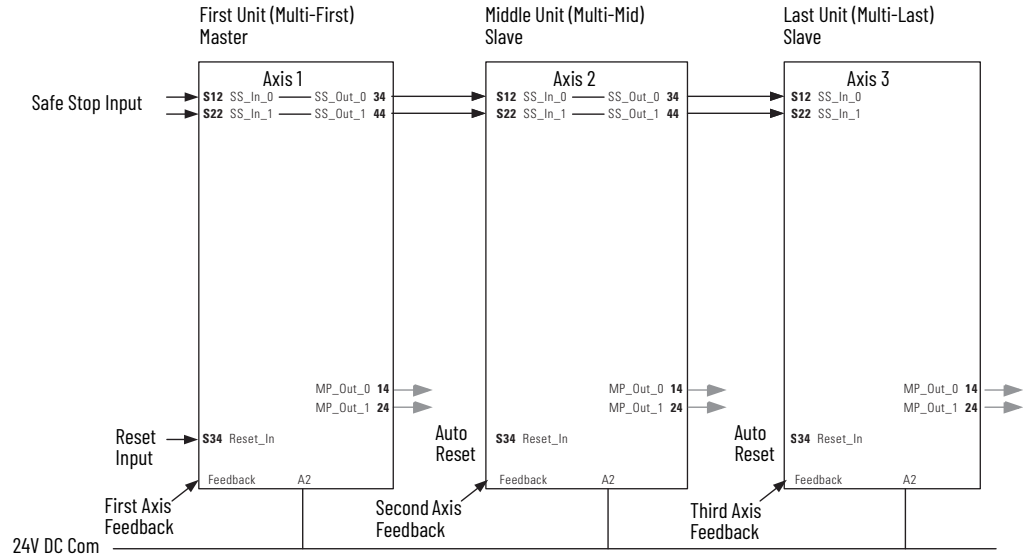 First Unit (Multi-First)
Master
Middle Unit (Multi-Mid)
Slave
Last Unit (Multi-Last)
Slave
Safe Stop Input
Axis 1
S12 SS_In_0 SS_Out_0 34
S22 SS_In_1 SS_Out_1 44
MP_Out_0 14
MP_Out_1 24
Reset
Input
S34 Reset_In
Feedback A2
First Axis
Feedback
Axis 2
S12 SS_In_0 SS_Out_0 34
S22 SS_In_1 SS_Out_1 44
MP_Out_0 14
MP_Out_1 24
Auto
Reset
S34 Reset_In
Feedback A2
Second Axis
Feedback
Axis 3
S12 SS_In_0
S22 SS_In_1
MP_Out_0 14
MP_Out_1 24
Auto
Reset
S34 Reset_In
Feedback A2
Third Axis
Feedback
24V DC Com